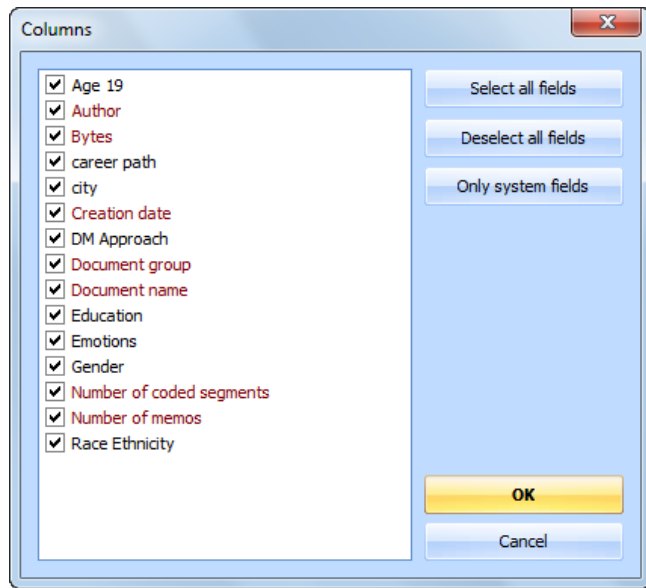 Columns
Age 19
Author
Bytes
career path
city
Creation date
DM Approach
Document group
Document name
Education
Emotions
Gender
Number of coded segments
Number of memos
Race Ethnicity
Select all fields
Deselect all fields
Only system fields
OK
Cancel